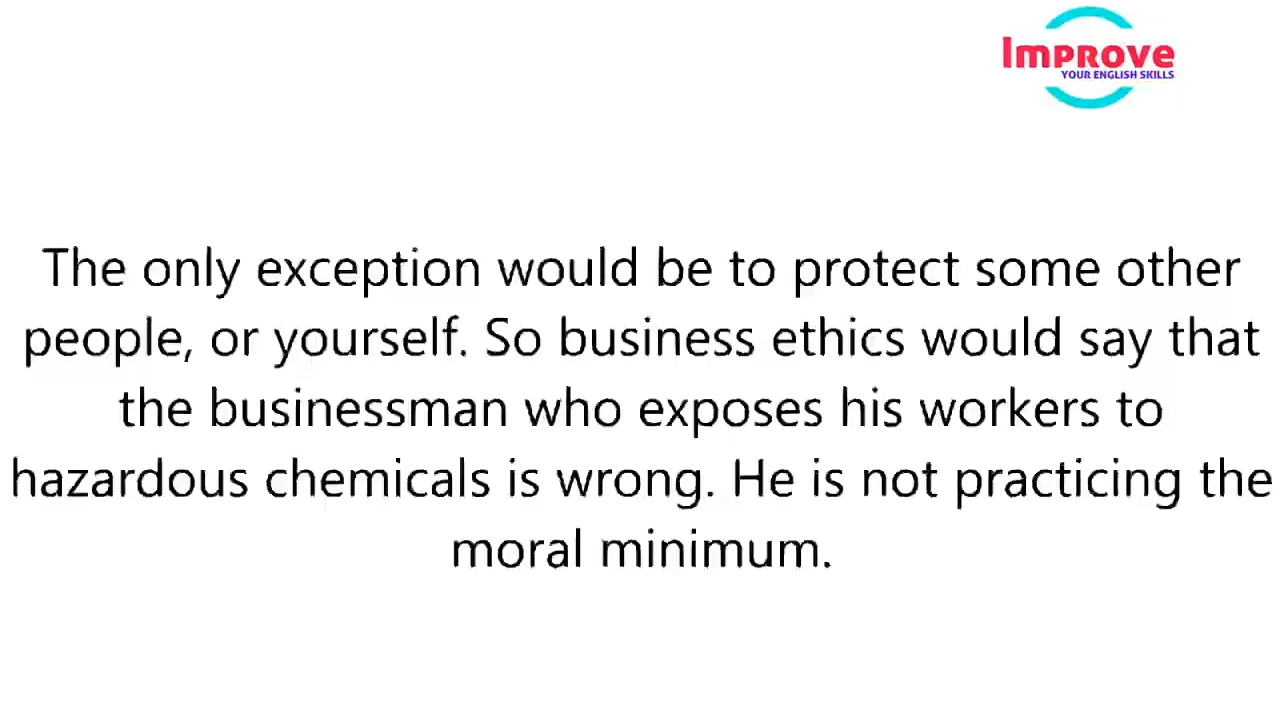 Improve
YOUR ENGLISH SKILLS
The only exception would be to protect some other
people, or yourself. So business ethics would say that
the businessman who exposes his workers to
hazardous chemicals is wrong. He is not practicing the
moral minimum.